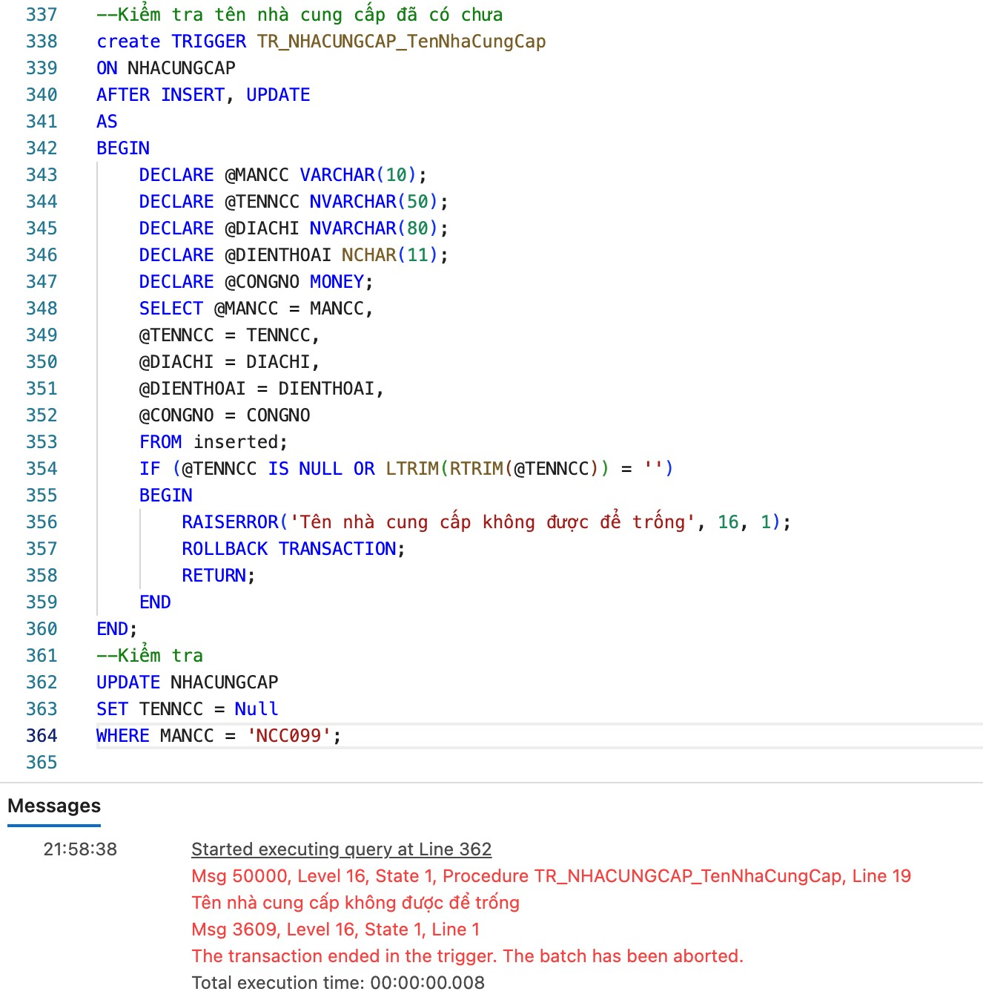 337 --Kiểm tra tên nhà cung cấp đã có chưa
338 create TRIGGER TR_NHACUNGCAP_TenNhaCungCap
339 ON NHACUNGCAP
340 AFTER INSERT, UPDATE
341 AS
342 BEGIN
343 DECLARE @MANCC VARCHAR(10);
344 DECLARE @TENNCC NVARCHAR(50);
345 DECLARE @DIACHI NVARCHAR(80);
346 DECLARE @DIENTHOAI NCHAR(11);
347 DECLARE @CONGNO MONEY;
348 SELECT @MANCC = MANCC,
349 @TENNCC = TENNCC,
350 @DIACHI = DIACHI,
351 @DIENTHOAI = DIENTHOAI,
352 @CONGNO = CONGNO
353 FROM inserted;
354 IF (@TENNCC IS NULL OR LTRIM(RTRIM(@TENNCC)) = '')
355 BEGIN
356 RAISERROR('Tên nhà cung cấp không được để trống', 16, 1);
357 ROLLBACK TRANSACTION;
358 RETURN;
359 END
360 END;
361 --Kiểm tra
362 UPDATE NHACUNGCAP
363 SET TENNCC = Null
364 WHERE MANCC = 'NCC099';
365
Messages
21:58:38 Started executing query at Line 362
Msg 50000, Level 16, State 1, Procedure TR_NHACUNGCAP_TenNhaCungCap, Line 19
Tên nhà cung cấp không được để trống
Msg 3609, Level 16, State 1, Line 1
The transaction ended in the trigger. The batch has been aborted.
Total execution time: 00:00:00.008